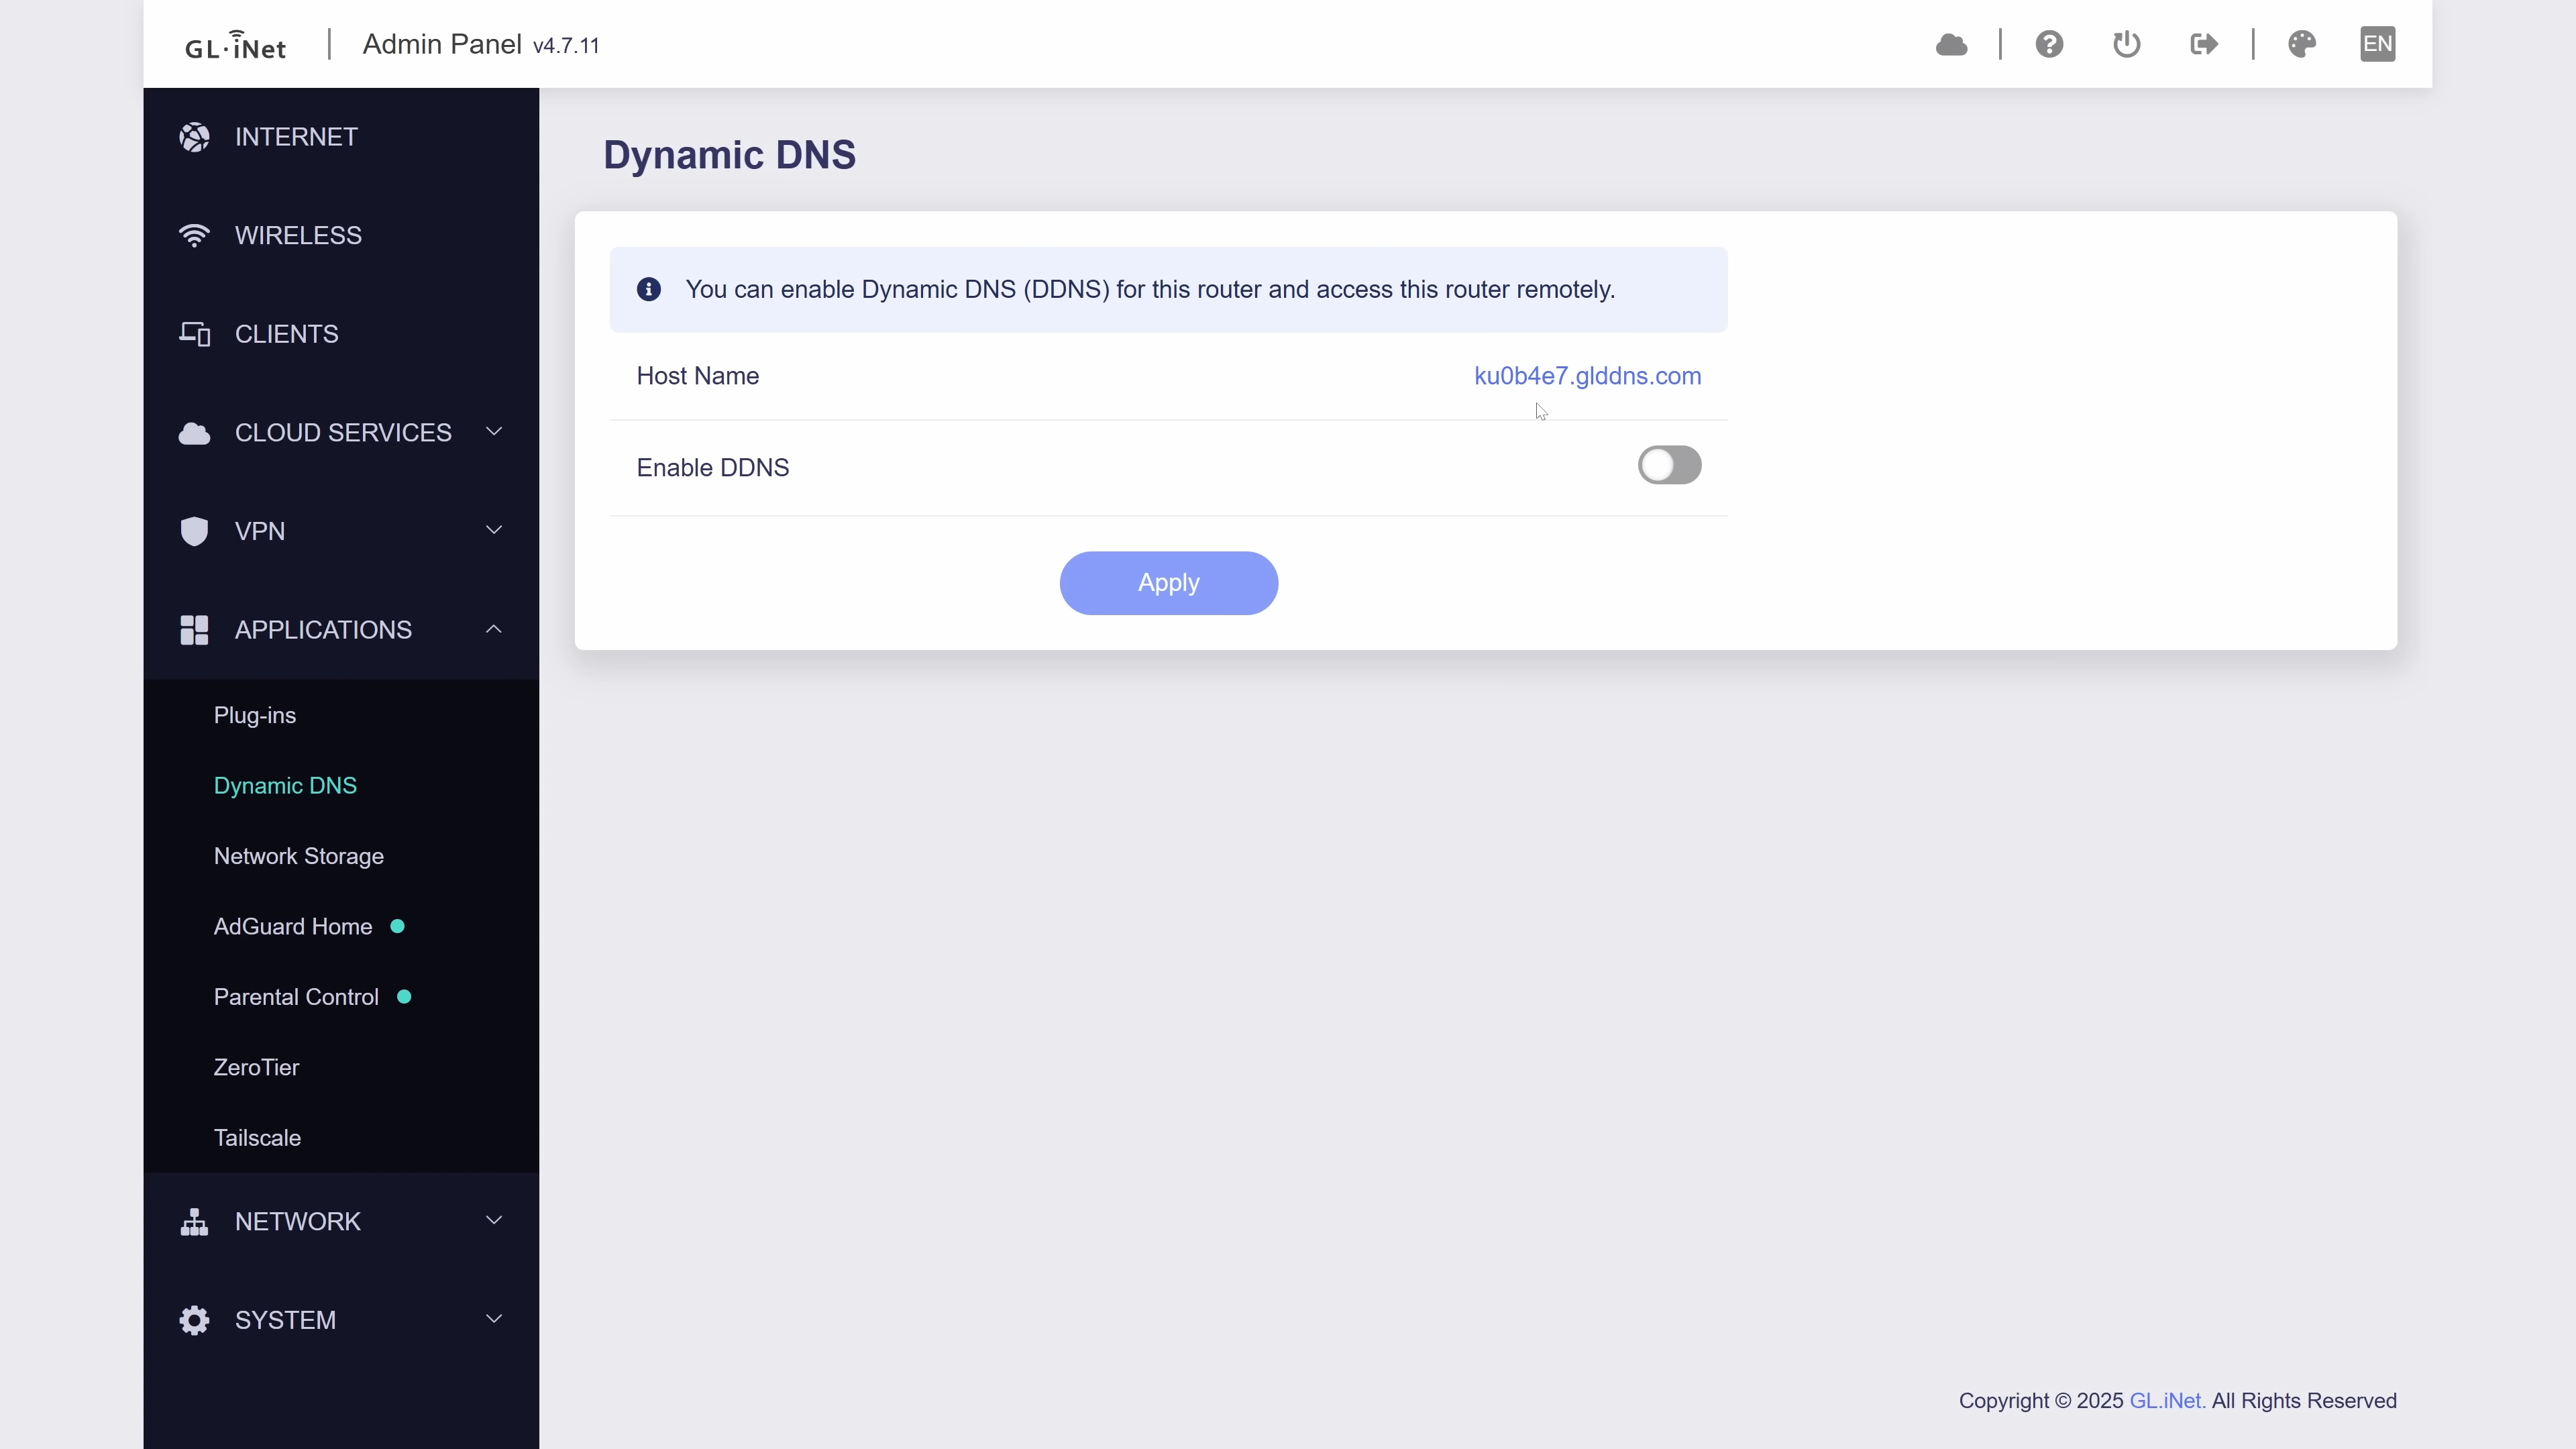 GL·iNet
Admin Panel v4.7.11
EN
INTERNET
WIRELESS
CLIENTS
CLOUD SERVICES
VPN
APPLICATIONS
Plug-ins
Dynamic DNS
Network Storage
AdGuard Home
Parental Control
ZeroTier
Tailscale
NETWORK
SYSTEM
Dynamic DNS
You can enable Dynamic DNS (DDNS) for this router and access this router remotely.
Host Name ku0b4e7.glddns.com
Enable DDNS
Apply
Copyright © 2025 GL.iNet. All Rights Reserved